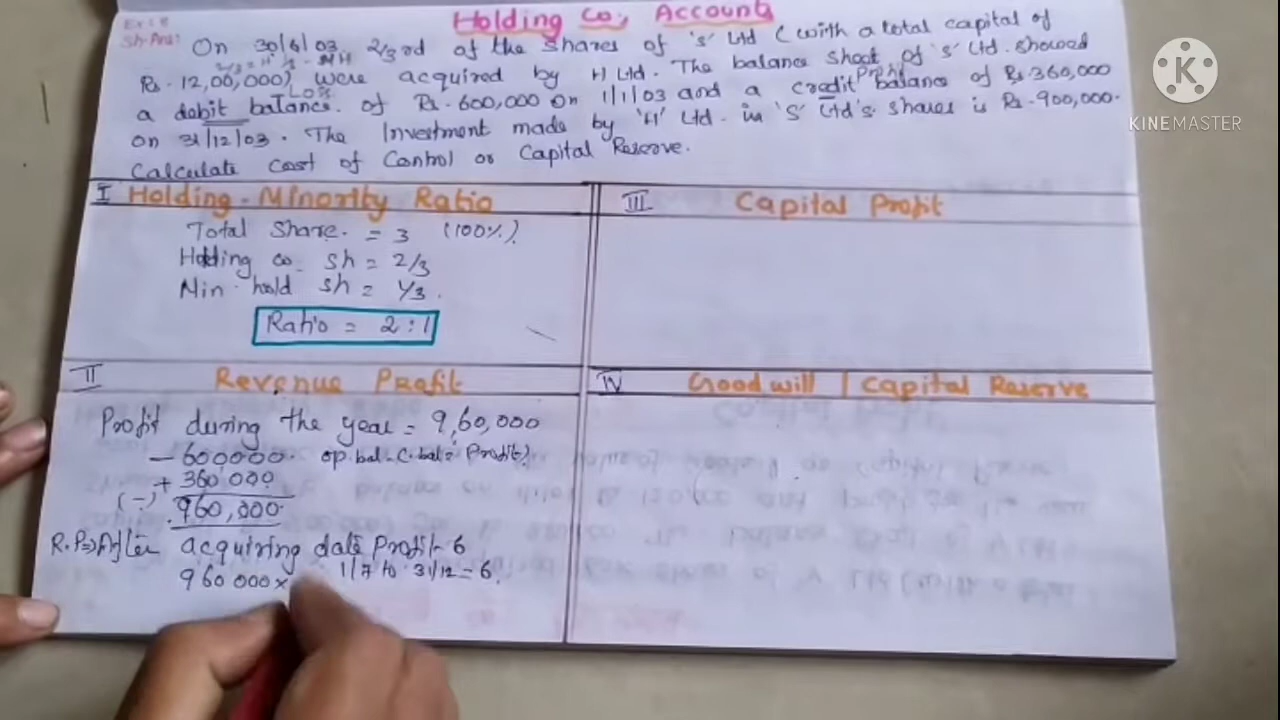 Holding Co, Accounts
Ex: 8
Sh-Ans:
On 30/6/03 2/3rd of the shares of 'S' Ltd (with a total capital of
Rs. 12,00,000) were acquired by H Ltd. The balance sheet of 'S' Ltd. showed
Loss
Profit
a debit balance of Rs. 600,000 on 1/1/03 and a credit balance of Rs. 360,000
on 31/12/03. The Investment made by 'H' Ltd. in 'S' Ltd's shares is Rs. 900,000.
Calculate cost of Control or Capital Reserve.
I Holding-Minority Ratio
Total Share. = 3 (100%)
Holding co. sh = 2/3
Min. hold sh = 1/3.
Ratio = 2:1
II Revenue Profit
Profit during the year = 9,60,000
- 600000. op.bal-C.bal = Profit
+ 360,000
(-) 960,000
R.P=) After acquiring date Profit-6
1/7 to 31/12 = 6.
960 000 x
III Capital Profit
IV Goodwill / Capital Reserve
KINEMASTER